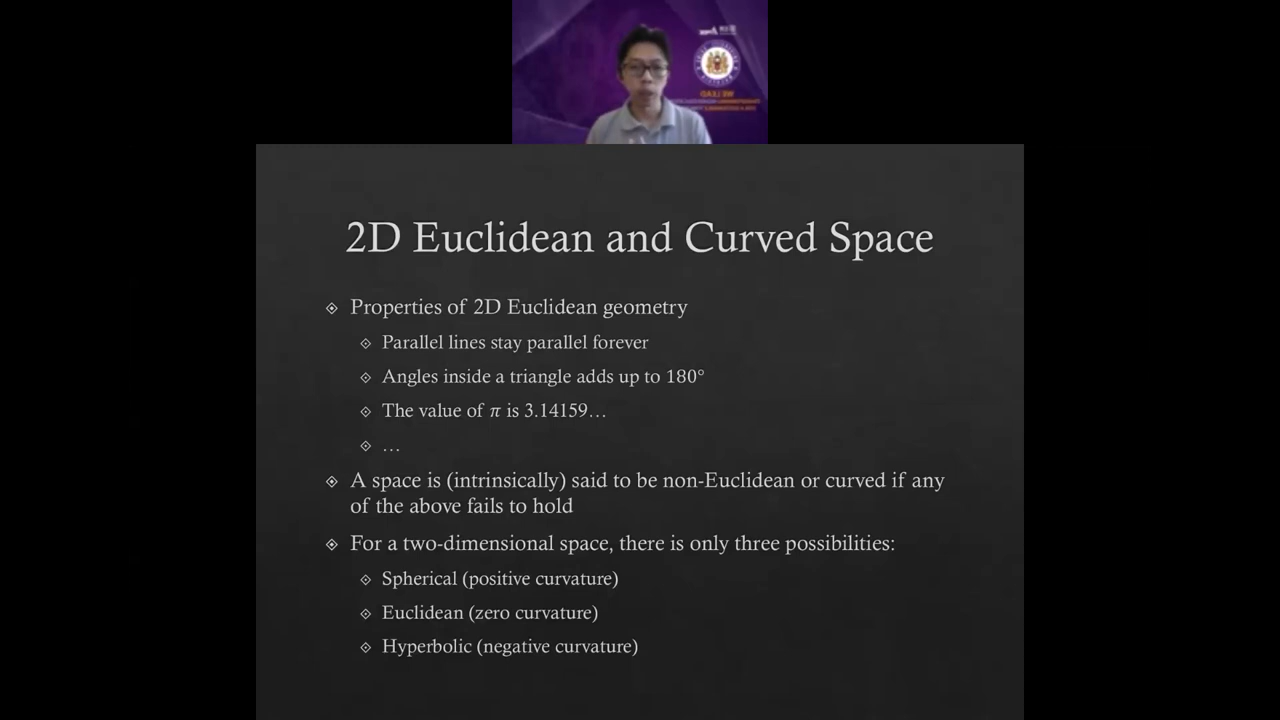 2D Euclidean and Curved Space
Properties of 2D Euclidean geometry
Parallel lines stay parallel forever
Angles inside a triangle adds up to 180°
The value of π is 3.14159…
…
A space is (intrinsically) said to be non-Euclidean or curved if any
of the above fails to hold
For a two-dimensional space, there is only three possibilities:
Spherical (positive curvature)
Euclidean (zero curvature)
Hyperbolic (negative curvature)